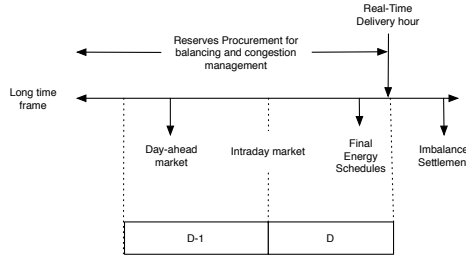 Real-Time
Delivery hour
Reserves Procurement for
balancing and congestion
management
Long time
frame
Day-ahead
market
Intraday market
Final
Energy
Schedules
Imbalance
Settlemen
D-1
D